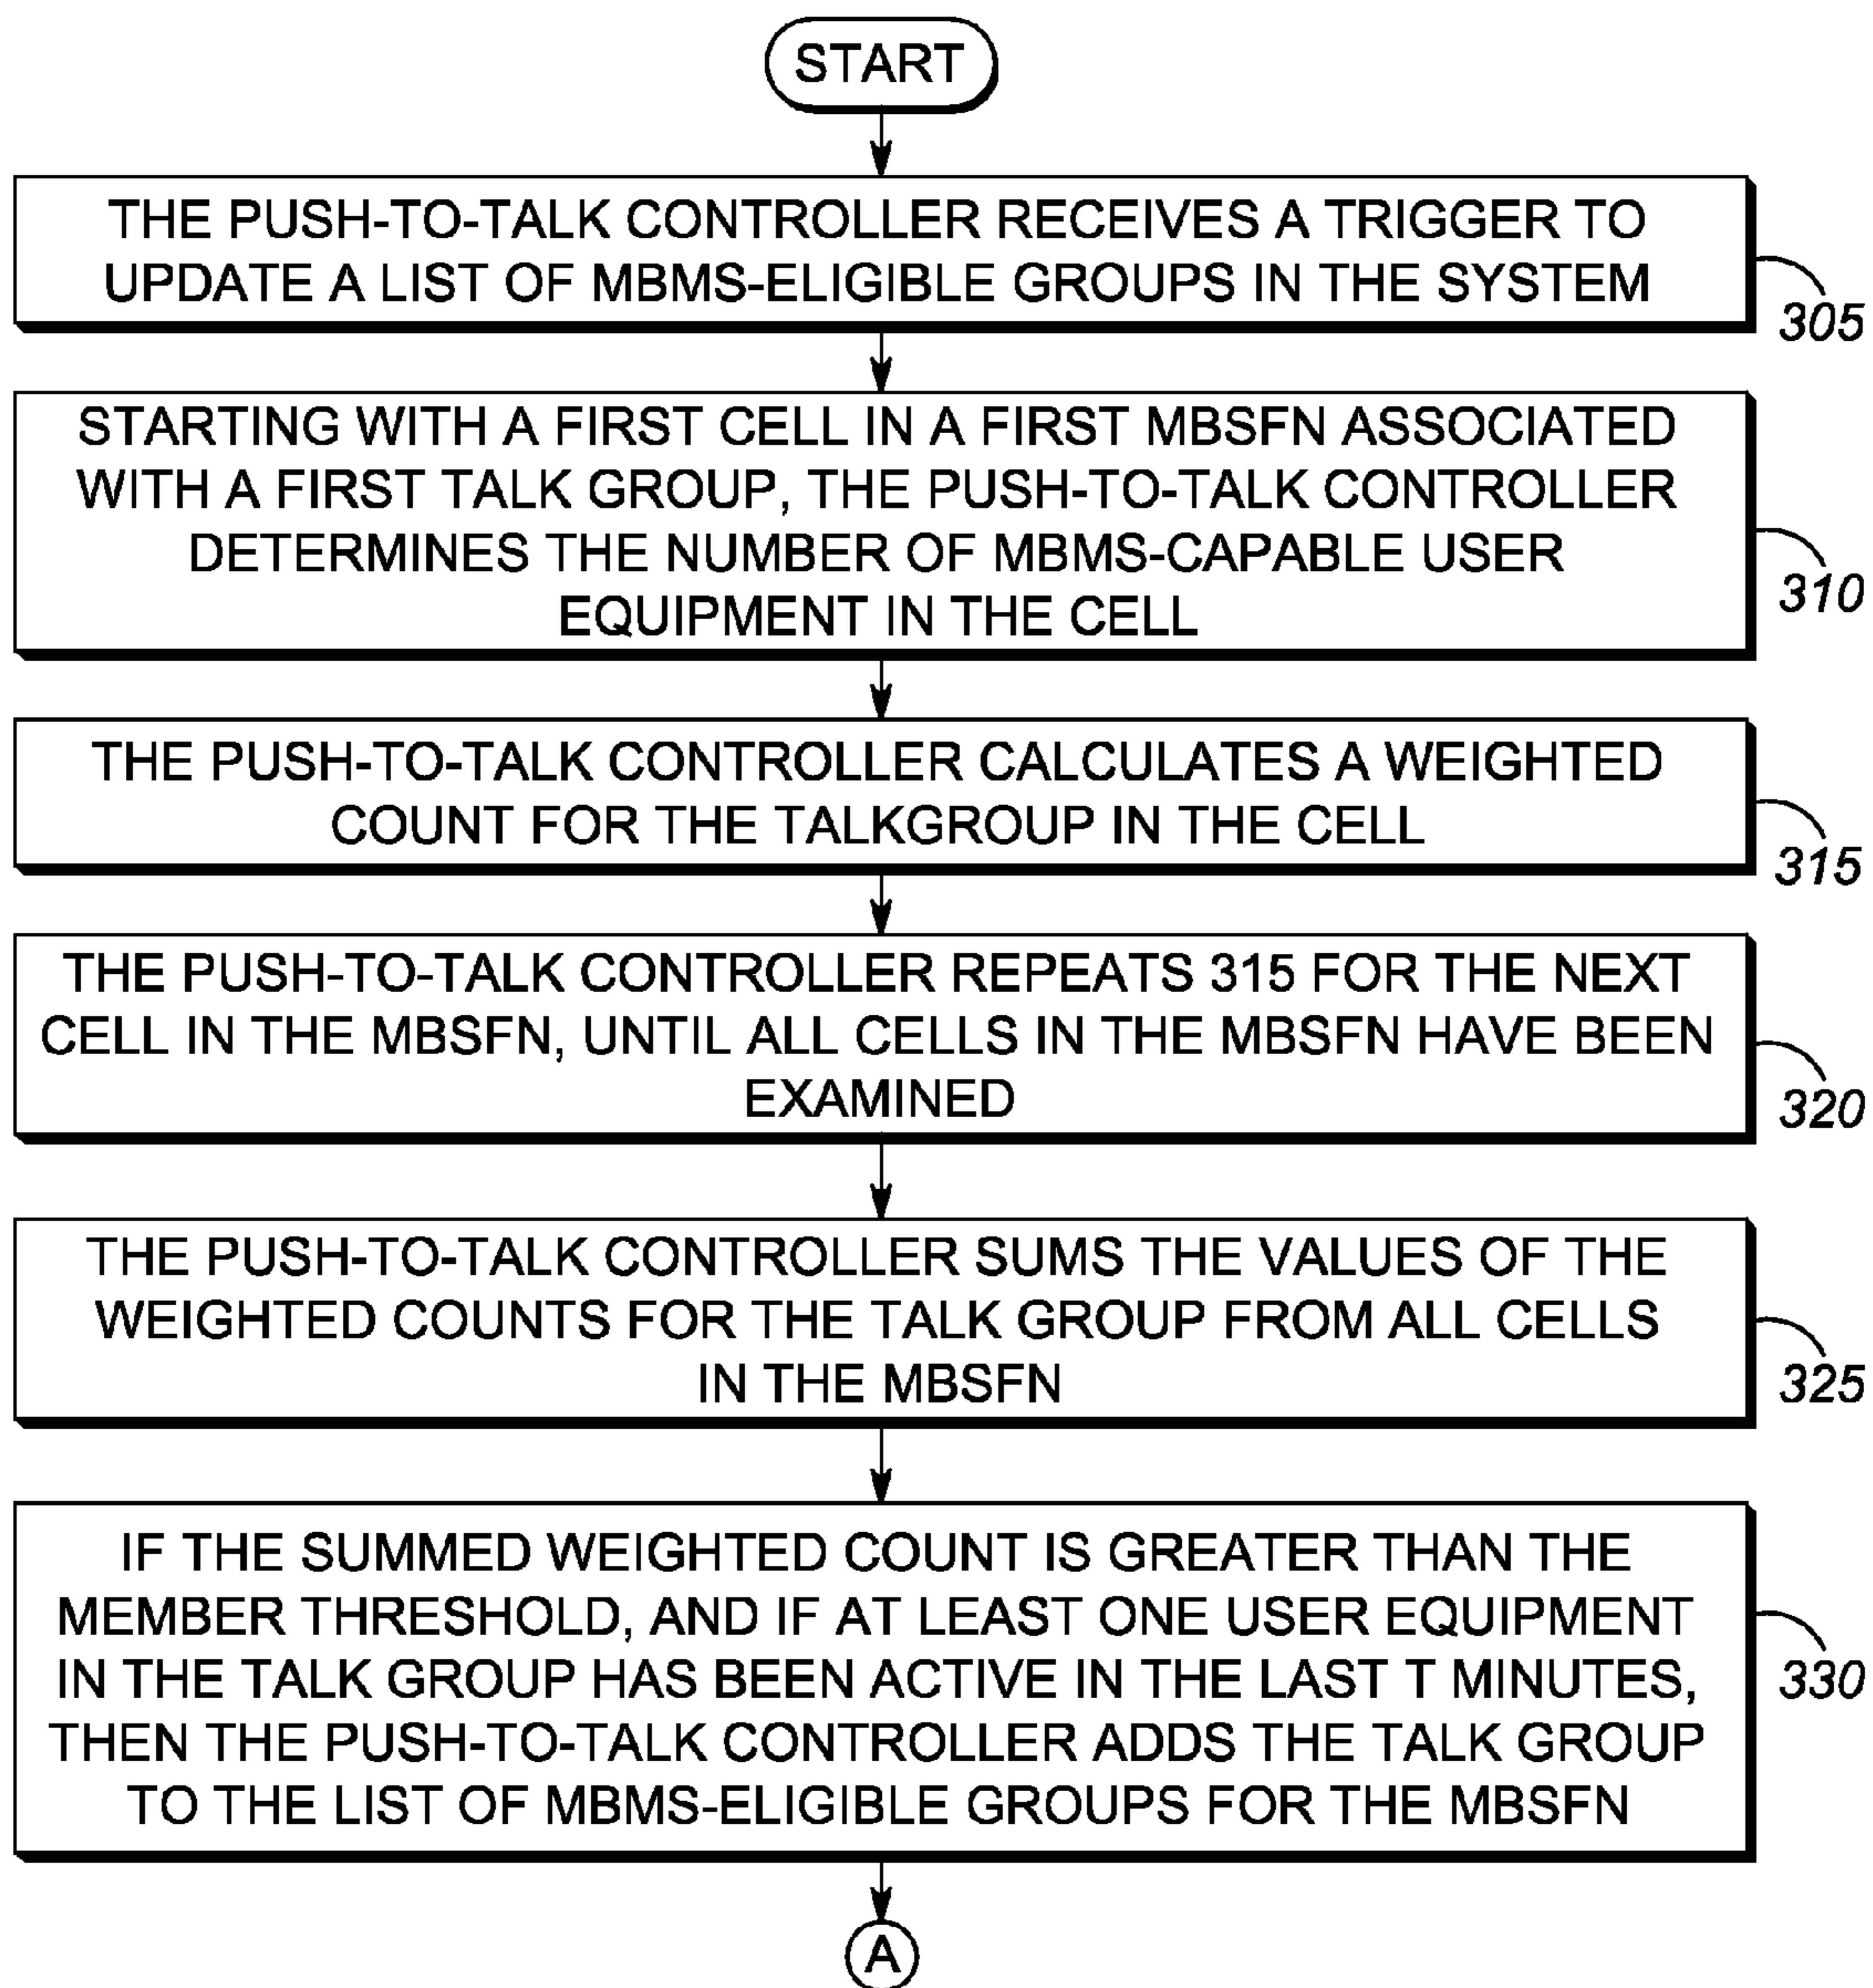 START
THE PUSH-TO-TALK CONTROLLER RECEIVES A TRIGGER TO
UPDATE A LIST OF MBMS-ELIGIBLE GROUPS IN THE SYSTEM
305
STARTING WITH A FIRST CELL IN A FIRST MBSFN ASSOCIATED
WITH A FIRST TALK GROUP, THE PUSH-TO-TALK CONTROLLER
DETERMINES THE NUMBER OF MBMS-CAPABLE USER
EQUIPMENT IN THE CELL
310
THE PUSH-TO-TALK CONTROLLER CALCULATES A WEIGHTED
COUNT FOR THE TALKGROUP IN THE CELL
315
THE PUSH-TO-TALK CONTROLLER REPEATS 315 FOR THE NEXT
CELL IN THE MBSFN, UNTIL ALL CELLS IN THE MBSFN HAVE BEEN
EXAMINED
320
THE PUSH-TO-TALK CONTROLLER SUMS THE VALUES OF THE
WEIGHTED COUNTS FOR THE TALK GROUP FROM ALL CELLS
IN THE MBSFN
325
IF THE SUMMED WEIGHTED COUNT IS GREATER THAN THE
MEMBER THRESHOLD, AND IF AT LEAST ONE USER EQUIPMENT
IN THE TALK GROUP HAS BEEN ACTIVE IN THE LAST T MINUTES,
THEN THE PUSH-TO-TALK CONTROLLER ADDS THE TALK GROUP
TO THE LIST OF MBMS-ELIGIBLE GROUPS FOR THE MBSFN
330
A